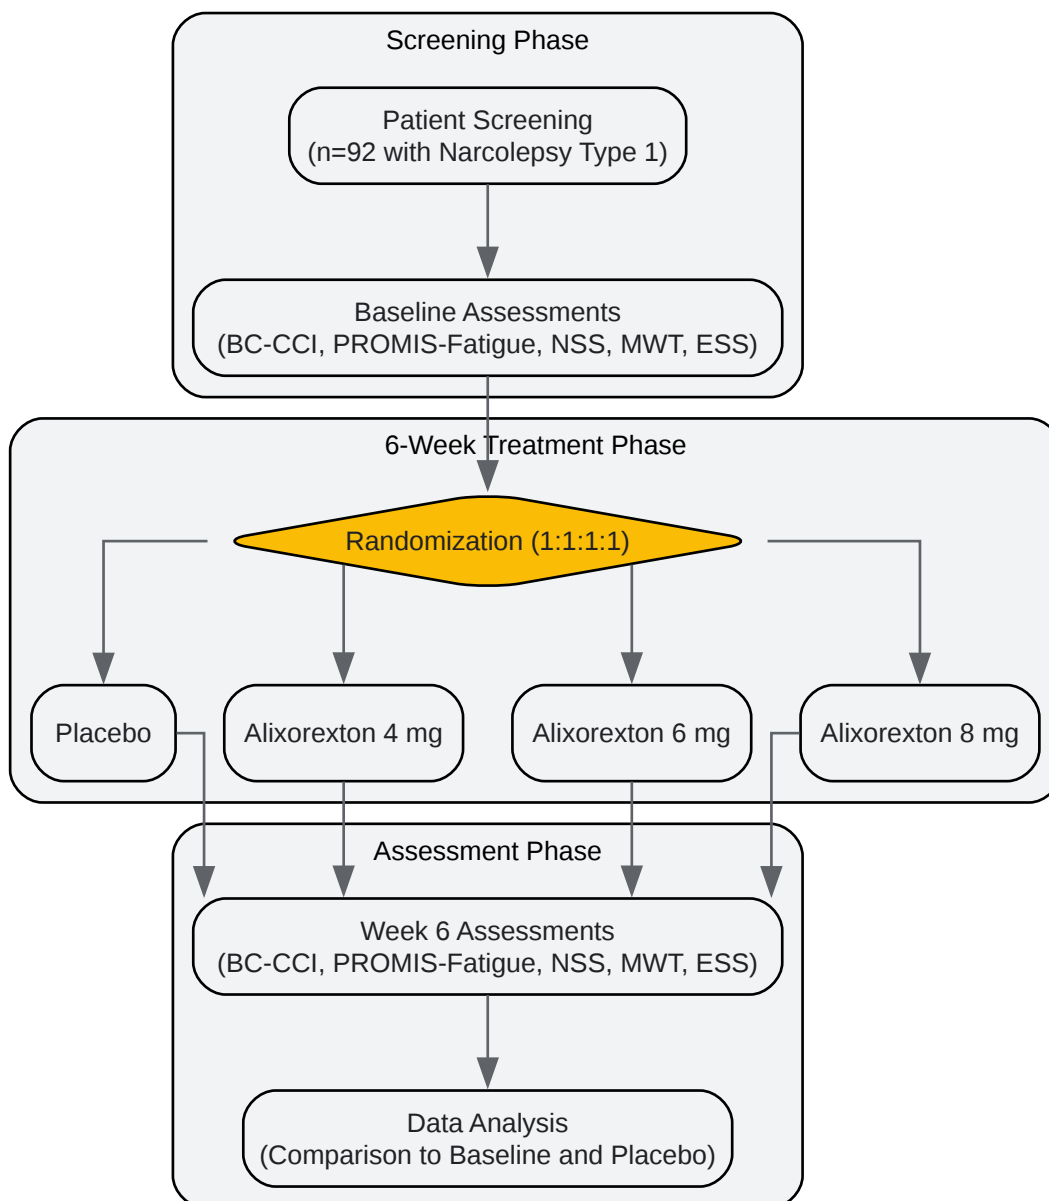 Screening Phase
Patient Screening
(n=92 with Narcolepsy Type 1)
Baseline Assessments
(BC-CCI, PROMIS-Fatigue, NSS, MWT, ESS)
6-Week Treatment Phase
Randomization (1:1:1:1)
Placebo
Alixorexton 4 mg
Alixorexton 6 mg
Alixorexton 8 mg
Assessment Phase
Week 6 Assessments
(BC-CCI, PROMIS-Fatigue, NSS, MWT, ESS)
Data Analysis
(Comparison to Baseline and Placebo)